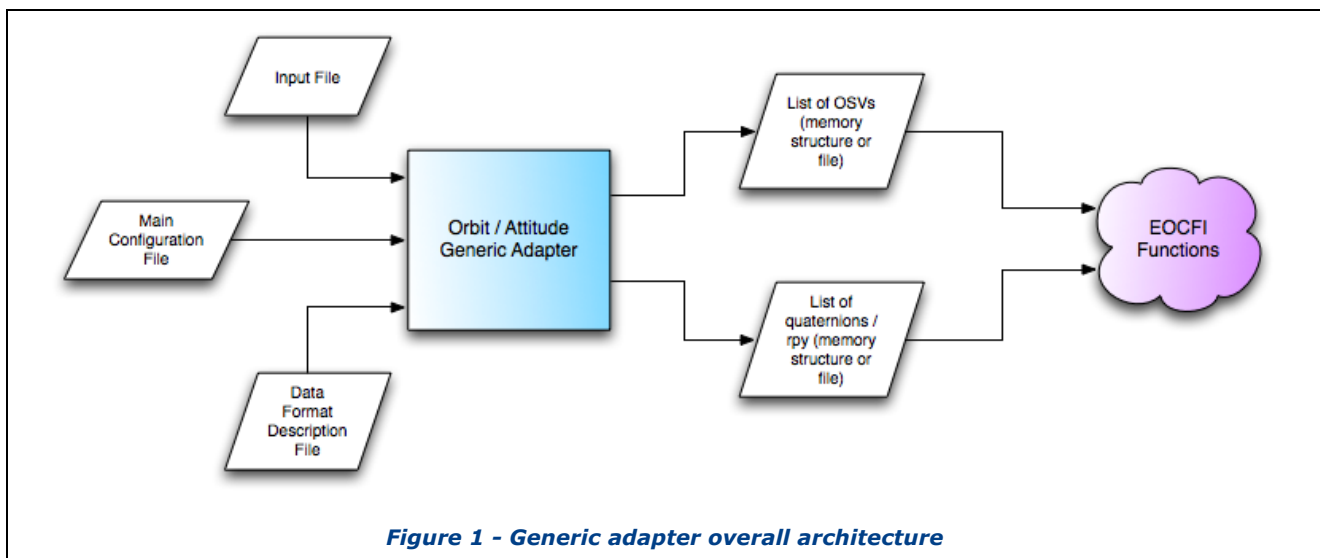 Input File
Main
Configuration
File
Data
Format
Description
File
Orbit / Attitude
Generic Adapter
List of OSVs
(memory
structure or
file)
List of
quaternions /
rpy (memory
structure or
file)
EOCFI
Functions
Figure 1 - Generic adapter overall architecture